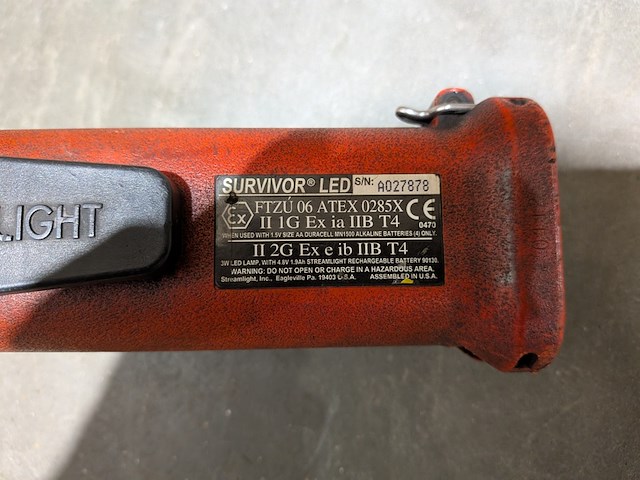 LIGHT
SURVIVOR® LED S/N: A027878
Ex FTZÚ 06 ATEX 0285X CE
II 1G Ex ia IIB T4 0470
WHEN USED WITH 1.5V SIZE AA DURACELL MN1500 ALKALINE BATTERIES (4) ONLY.
II 2G Ex e ib IIB T4
3W LED LAMP, WITH 4.8V 1.9Ah STREAMLIGHT RECHARGEABLE BATTERY 90130.
WARNING: DO NOT OPEN OR CHARGE IN A HAZARDOUS AREA.
Streamlight, Inc., Eagleville Pa. 19403 U.S.A. ASSEMBLED IN U.S.A.